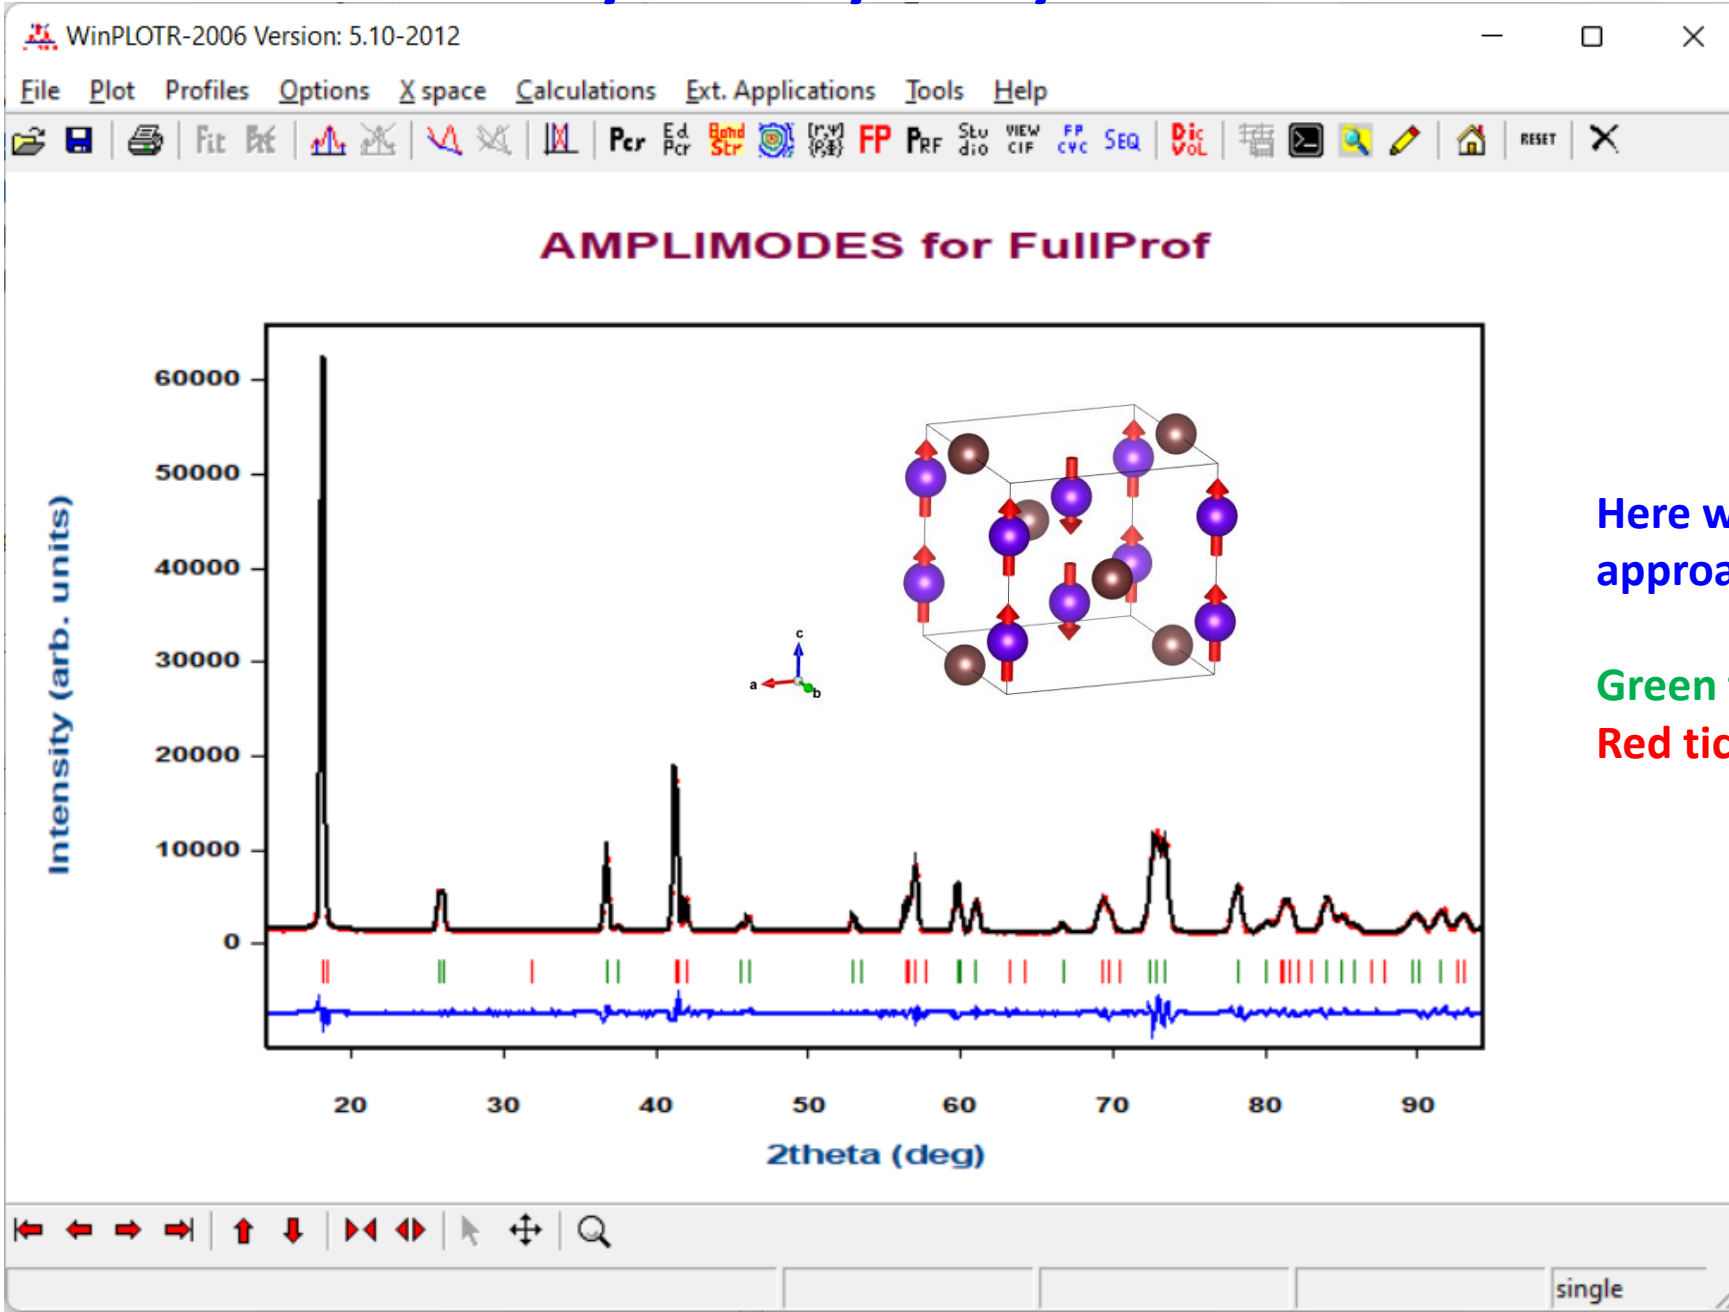 WinPLOTR-2006 Version: 5.10-2012
File Plot Profiles Options X space Calculations Ext. Applications Tools Help
Fit Pcr Ed Pcr Bond Str FP PRF Stu dio VIEW CIF FP CYC SEQ Dic VOL RESET
AMPLIMODES for FullProf
60000
50000
40000
30000
20000
10000
0
Intensity (arb. units)
c
a
b
20 30 40 50 60 70 80 90
2theta (deg)
Here w
approa
Green
Red tic
single